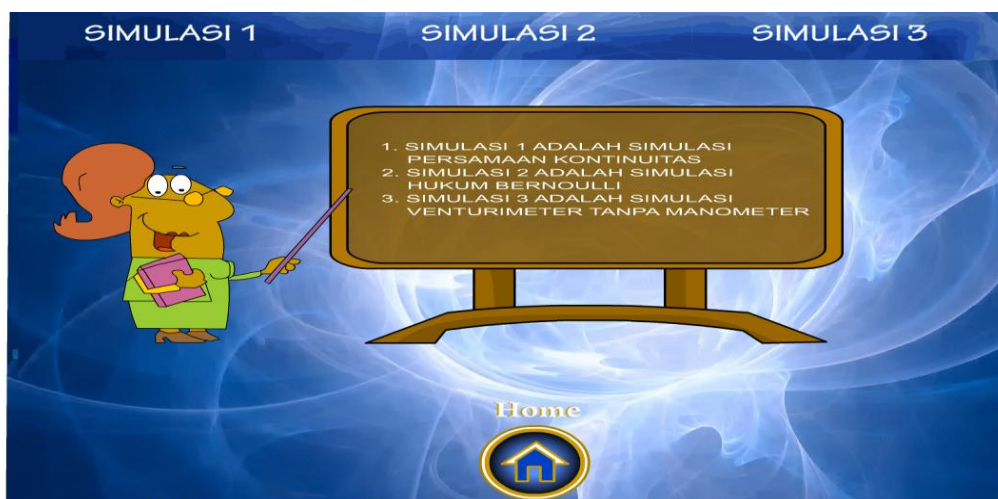 SIMULASI 1 SIMULASI 2 SIMULASI 3
1. SIMULASI 1 ADALAH SIMULASI
PERSAMAAN KONTINUITAS
2. SIMULASI 2 ADALAH SIMULASI
HUKUM BERNOULLI
3. SIMULASI 3 ADALAH SIMULASI
VENTURIMETER TANPA MANOMETER
Home